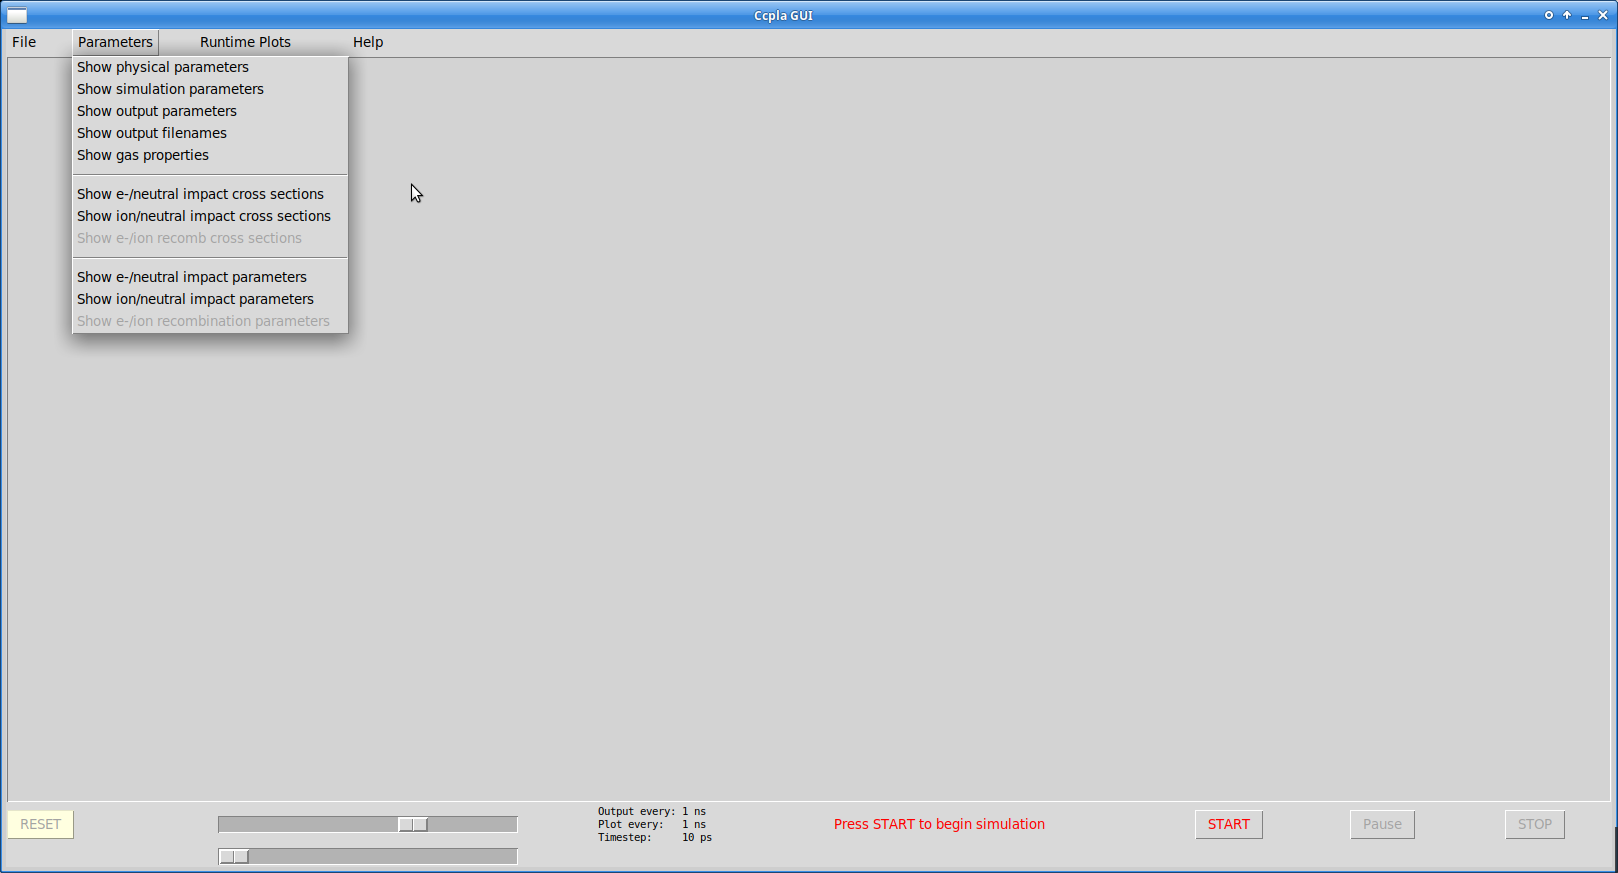 Ccpla GUI
File Parameters Runtime Plots Help
Show physical parameters
Show simulation parameters
Show output parameters
Show output filenames
Show gas properties
Show e-/neutral impact cross sections
Show ion/neutral impact cross sections
Show e-/ion recomb cross sections
Show e-/neutral impact parameters
Show ion/neutral impact parameters
Show e-/ion recombination parameters
RESET
Output every: 1 ns
Plot every: 1 ns
Timestep: 10 ps
Press START to begin simulation
START
Pause
STOP